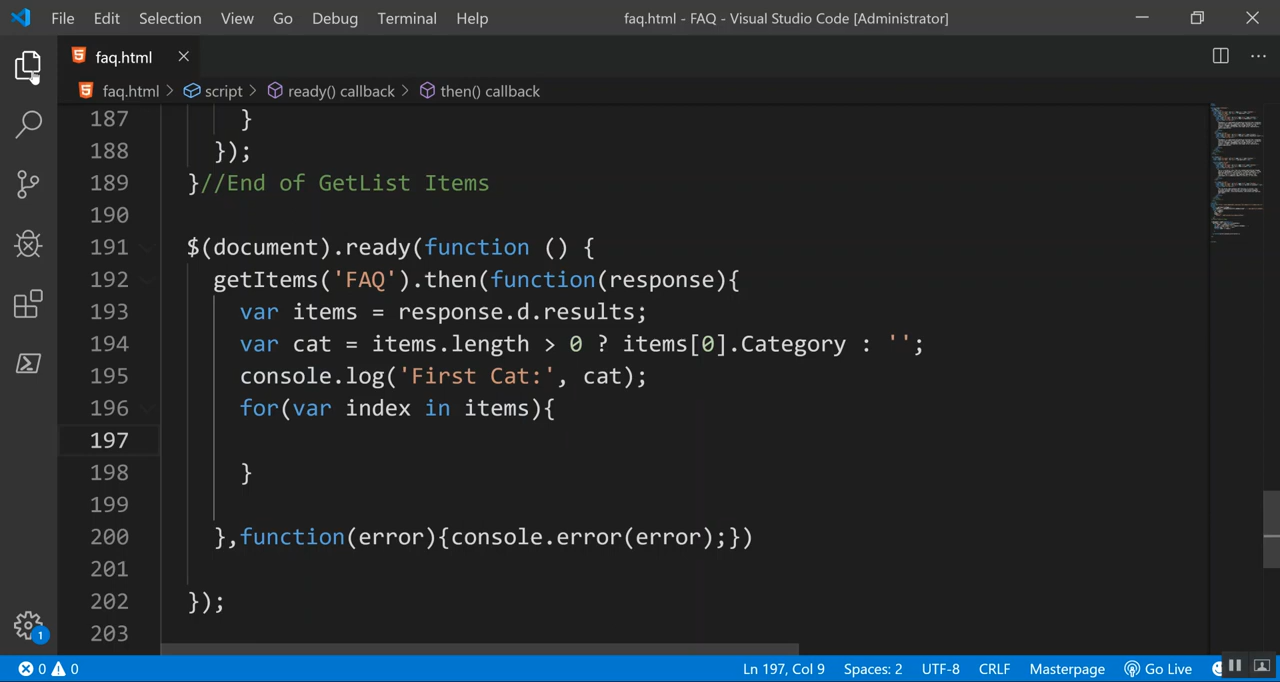 File Edit Selection View Go Debug Terminal Help faq.html - FAQ - Visual Studio Code [Administrator]
faq.html
faq.html > script > ready() callback > then() callback
187 }
188 });
189 }//End of GetList Items
190
191 $(document).ready(function () {
192 getItems('FAQ').then(function(response){
193 var items = response.d.results;
194 var cat = items.length > 0 ? items[0].Category : '';
195 console.log('First Cat:', cat);
196 for(var index in items){
197
198 }
199
200 },function(error){console.error(error);})
201
202 });
203
1
0 0 Ln 197, Col 9 Spaces: 2 UTF-8 CRLF Masterpage Go Live